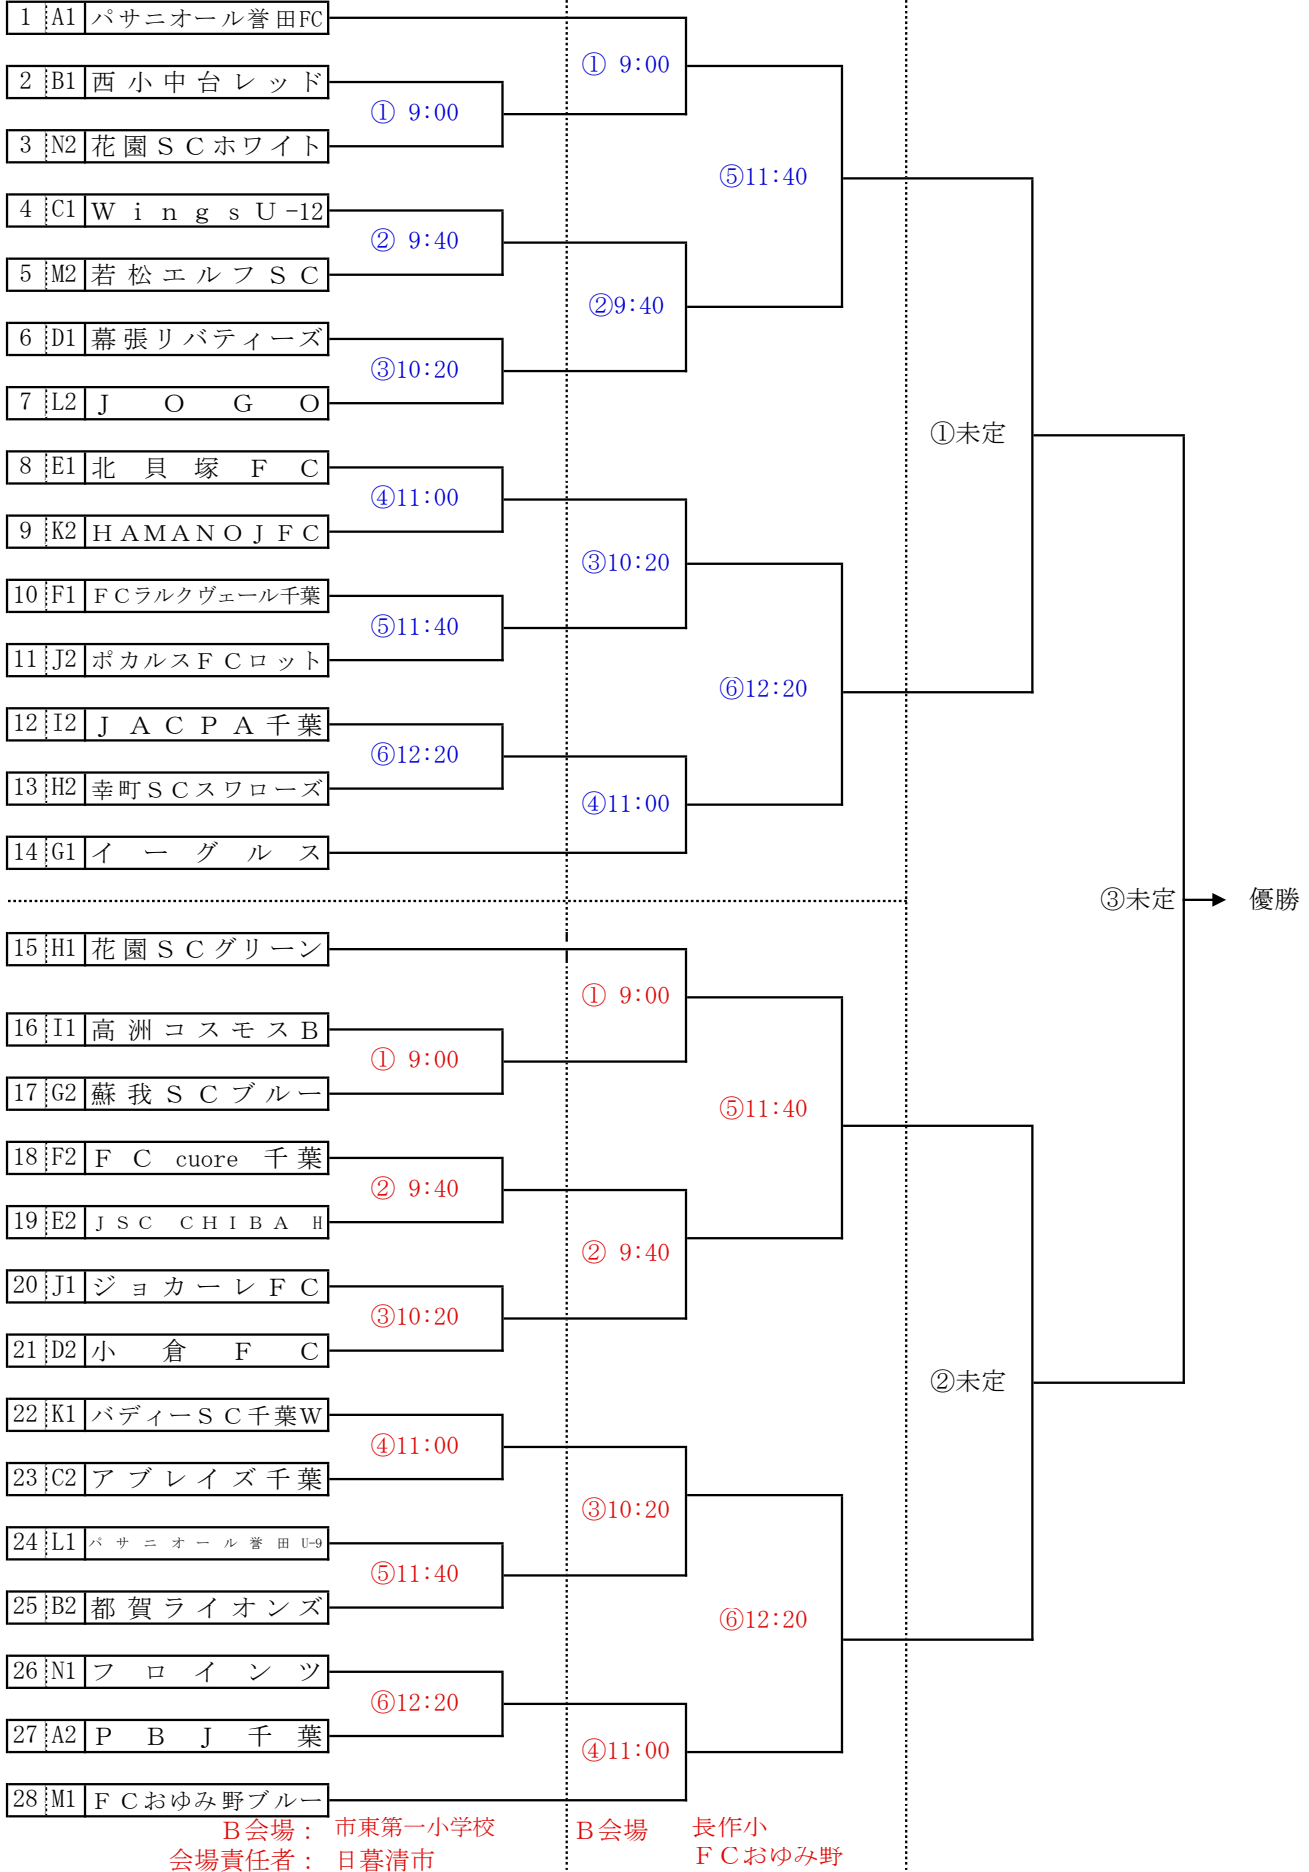 1 A1 パサニオール誉田FC
① 9:00
2 B1 西小中台レッド
① 9:00
3 N2 花園ＳＣホワイト
⑤11:40
4 C1 ＷｉｎｇｓＵ-12
② 9:40
5 M2 若松エルフＳＣ
②9:40
6 D1 幕張リバティーズ
③10:20
7 L2 ＪＯＧＯ
①未定
8 E1 北貝塚ＦＣ
④11:00
9 K2 ＨＡＭＡＮＯＪＦＣ
③10:20
10 F1 ＦＣラルクヴェール千葉
⑤11:40
11 J2 ポカルスＦＣロット
⑥12:20
12 I2 ＪＡＣＰＡ千葉
⑥12:20
13 H2 幸町ＳＣスワローズ
④11:00
14 G1 イーグルス
③未定 優勝
15 H1 花園ＳＣグリーン
① 9:00
16 I1 高洲コスモスＢ
① 9:00
17 G2 蘇我ＳＣブルー
⑤11:40
18 F2 ＦＣ cuore 千葉
② 9:40
19 E2 ＪＳＣ ＣＨＩＢＡ H
② 9:40
20 J1 ジョカーレＦＣ
③10:20
21 D2 小倉ＦＣ
②未定
22 K1 バディーＳＣ千葉W
④11:00
23 C2 アブレイズ千葉
③10:20
24 L1 パサニオール誉田U-9
⑤11:40
25 B2 都賀ライオンズ
⑥12:20
26 N1 フロインツ
⑥12:20
27 A2 ＰＢＪ千葉
④11:00
28 M1 ＦＣおゆみ野ブルー
Ｂ会場： 市東第一小学校 Ｂ会場 長作小
会場責任者： 日暮清市 ＦＣおゆみ野